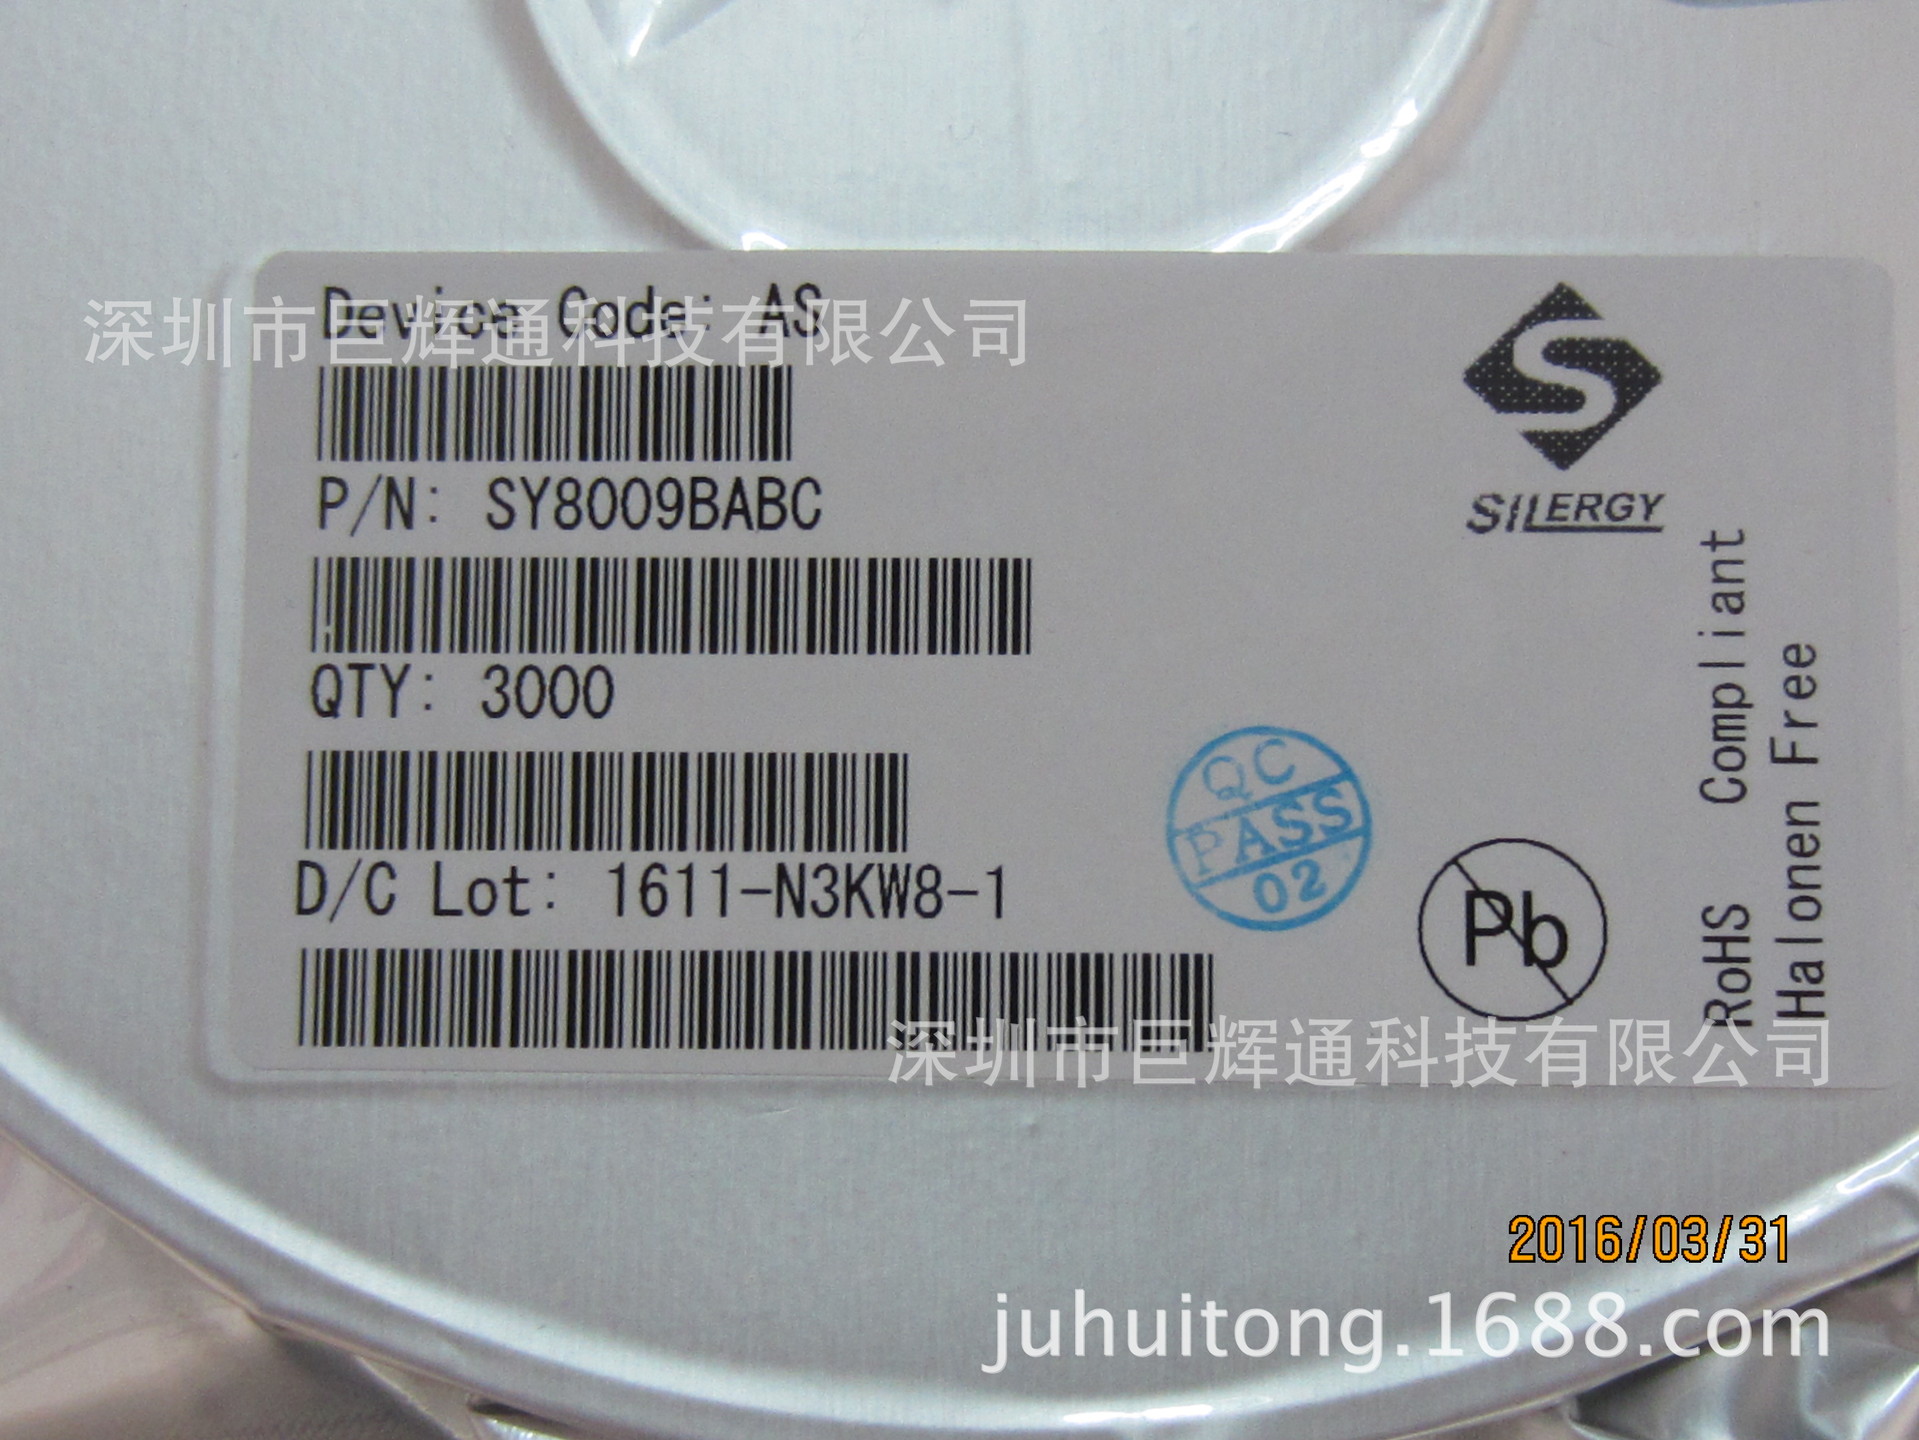 Device Code: AS
深圳市巨辉通科技有限公司
P/N: SY8009BABC
SILERGY
QTY: 3000
D/C Lot: 1611-N3KW8-1
QC
PASS
02
Pb
RoHS Compliant
Halonen Free
深圳市巨辉通科技有限公司
2016/03/31
juhuitong.1688.com